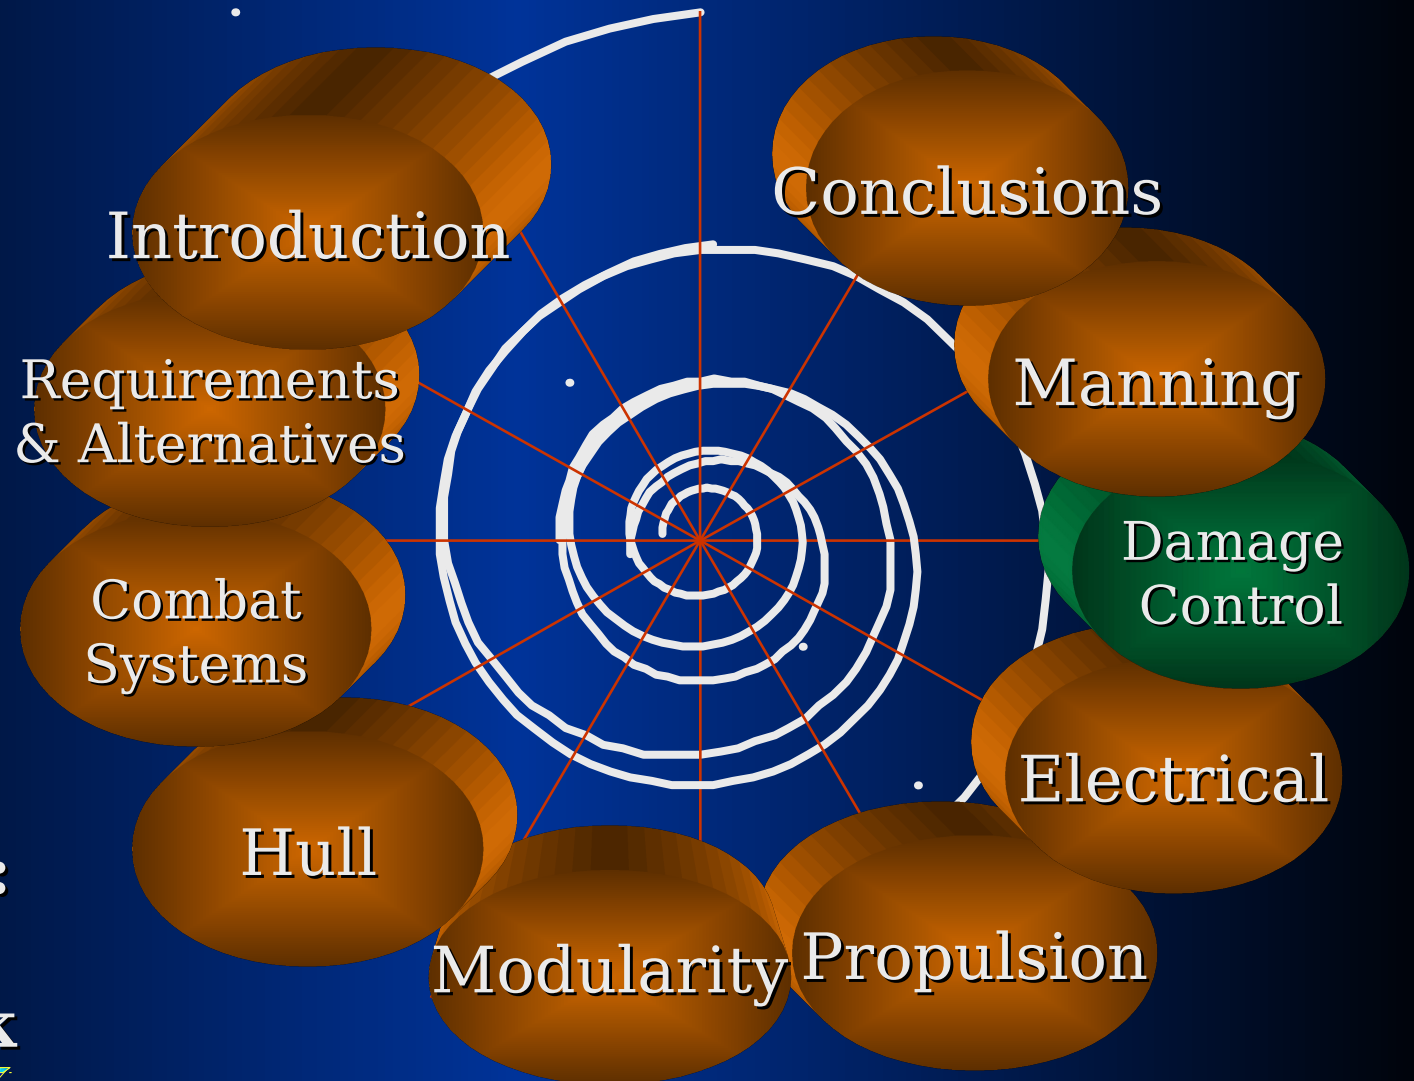 Introduction
Requirements
& Alternatives
Combat
Systems
Hull
Modularity
Propulsion
Electrical
Damage
Control
Manning
Conclusions
:
k